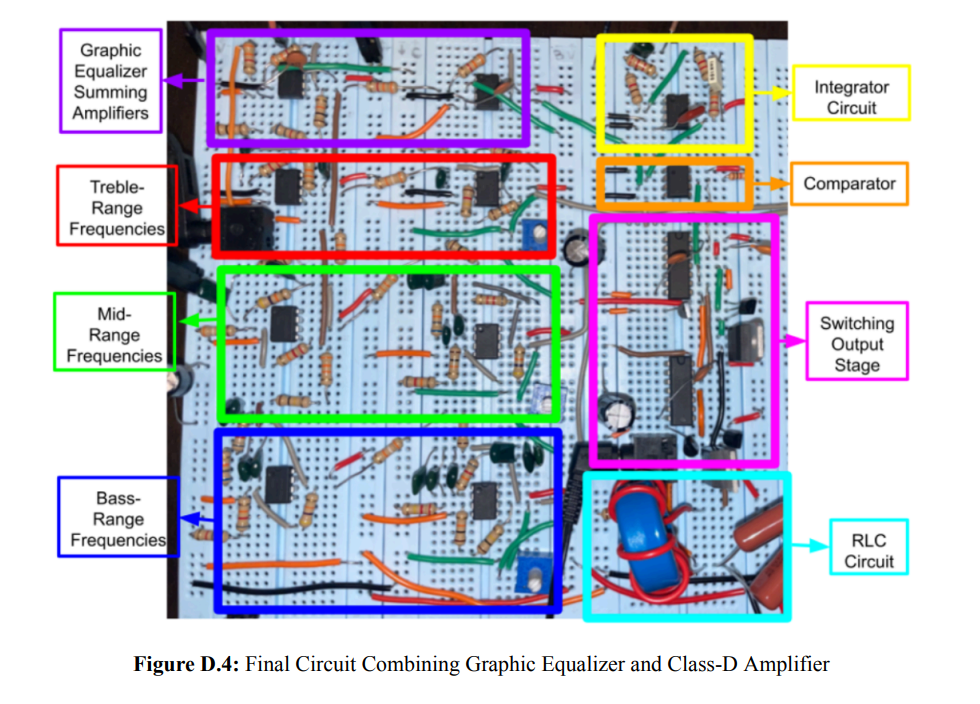 Graphic
Equalizer
Summing
Amplifiers
Treble-
Range
Frequencies
Mid-
Range
Frequencies
Bass-
Range
Frequencies
Integrator
Circuit
Comparator
Switching
Output
Stage
RLC
Circuit
Figure D.4: Final Circuit Combining Graphic Equalizer and Class-D Amplifier